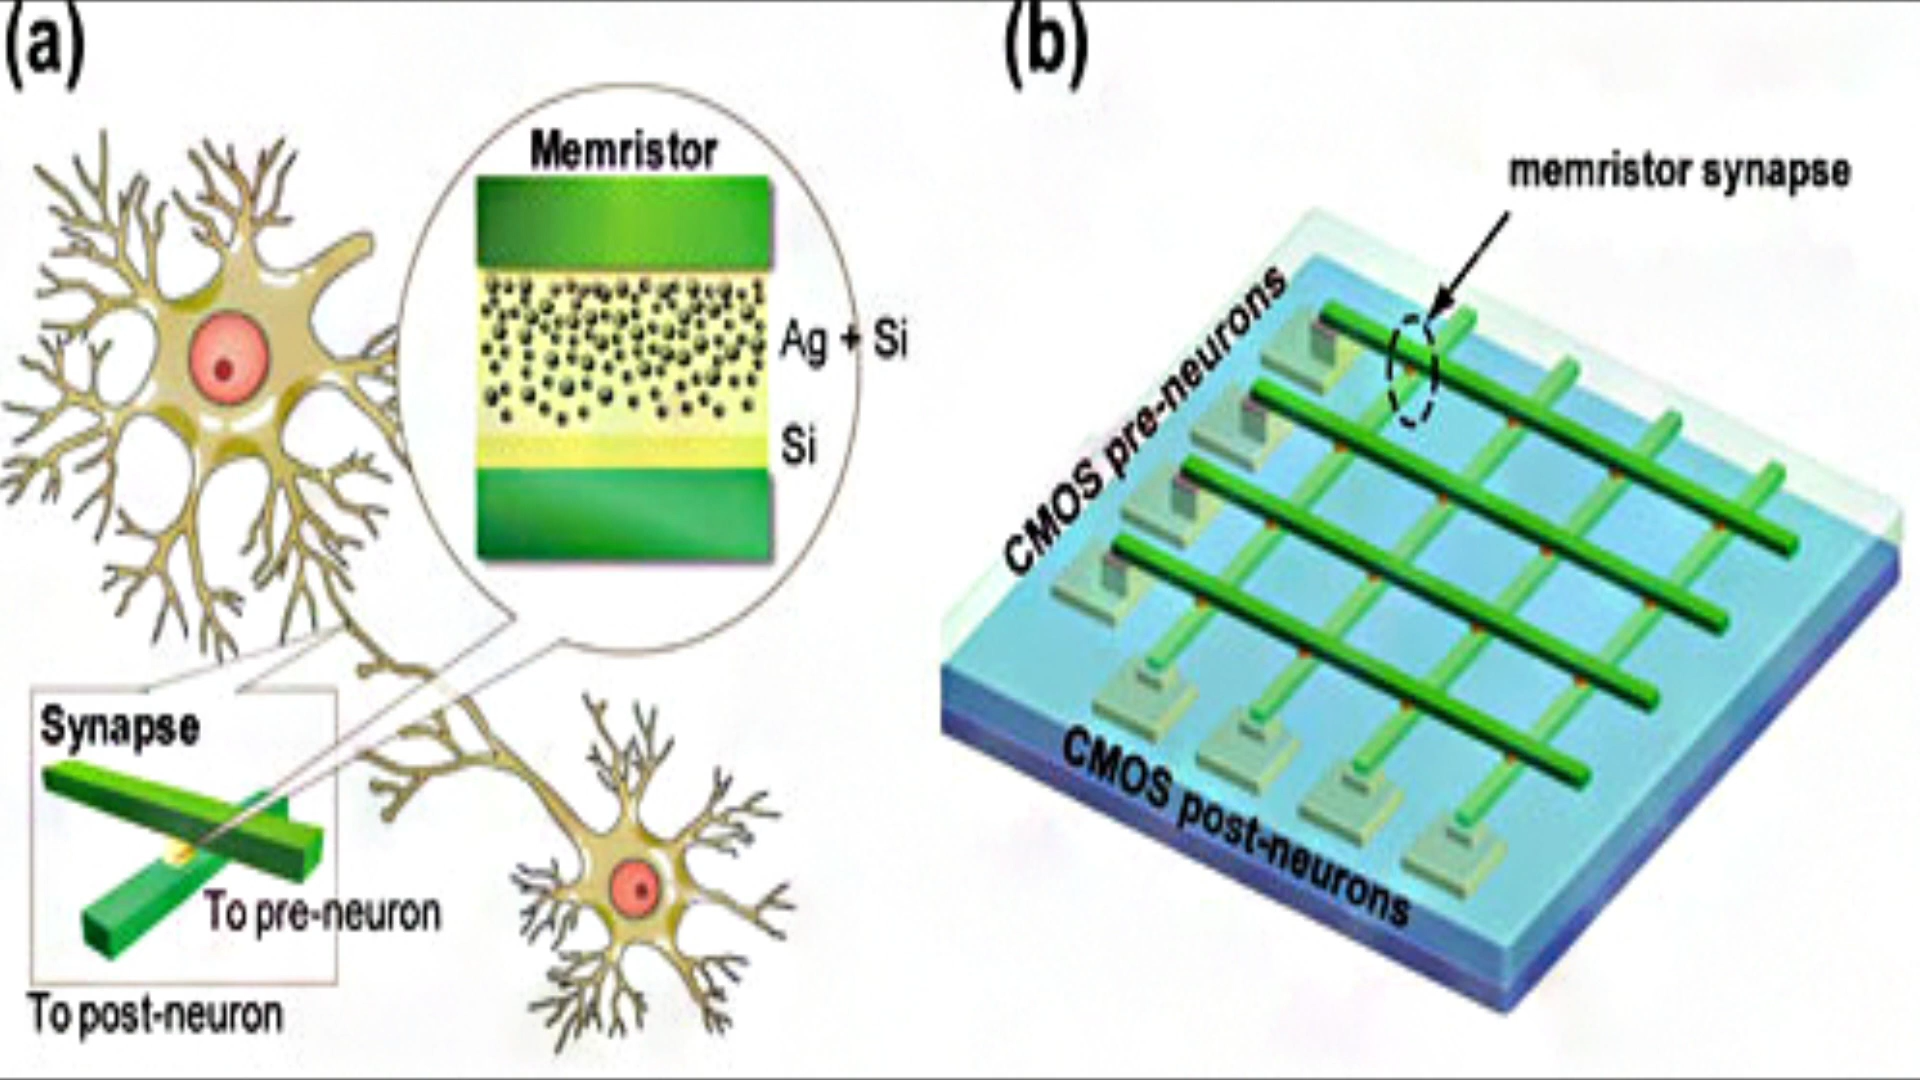 (a)
Memristor
Ag + Si
Si
Synapse
To pre-neuron
To post-neuron
(b)
memristor synapse
CMOS pre-neurons
CMOS post-neurons